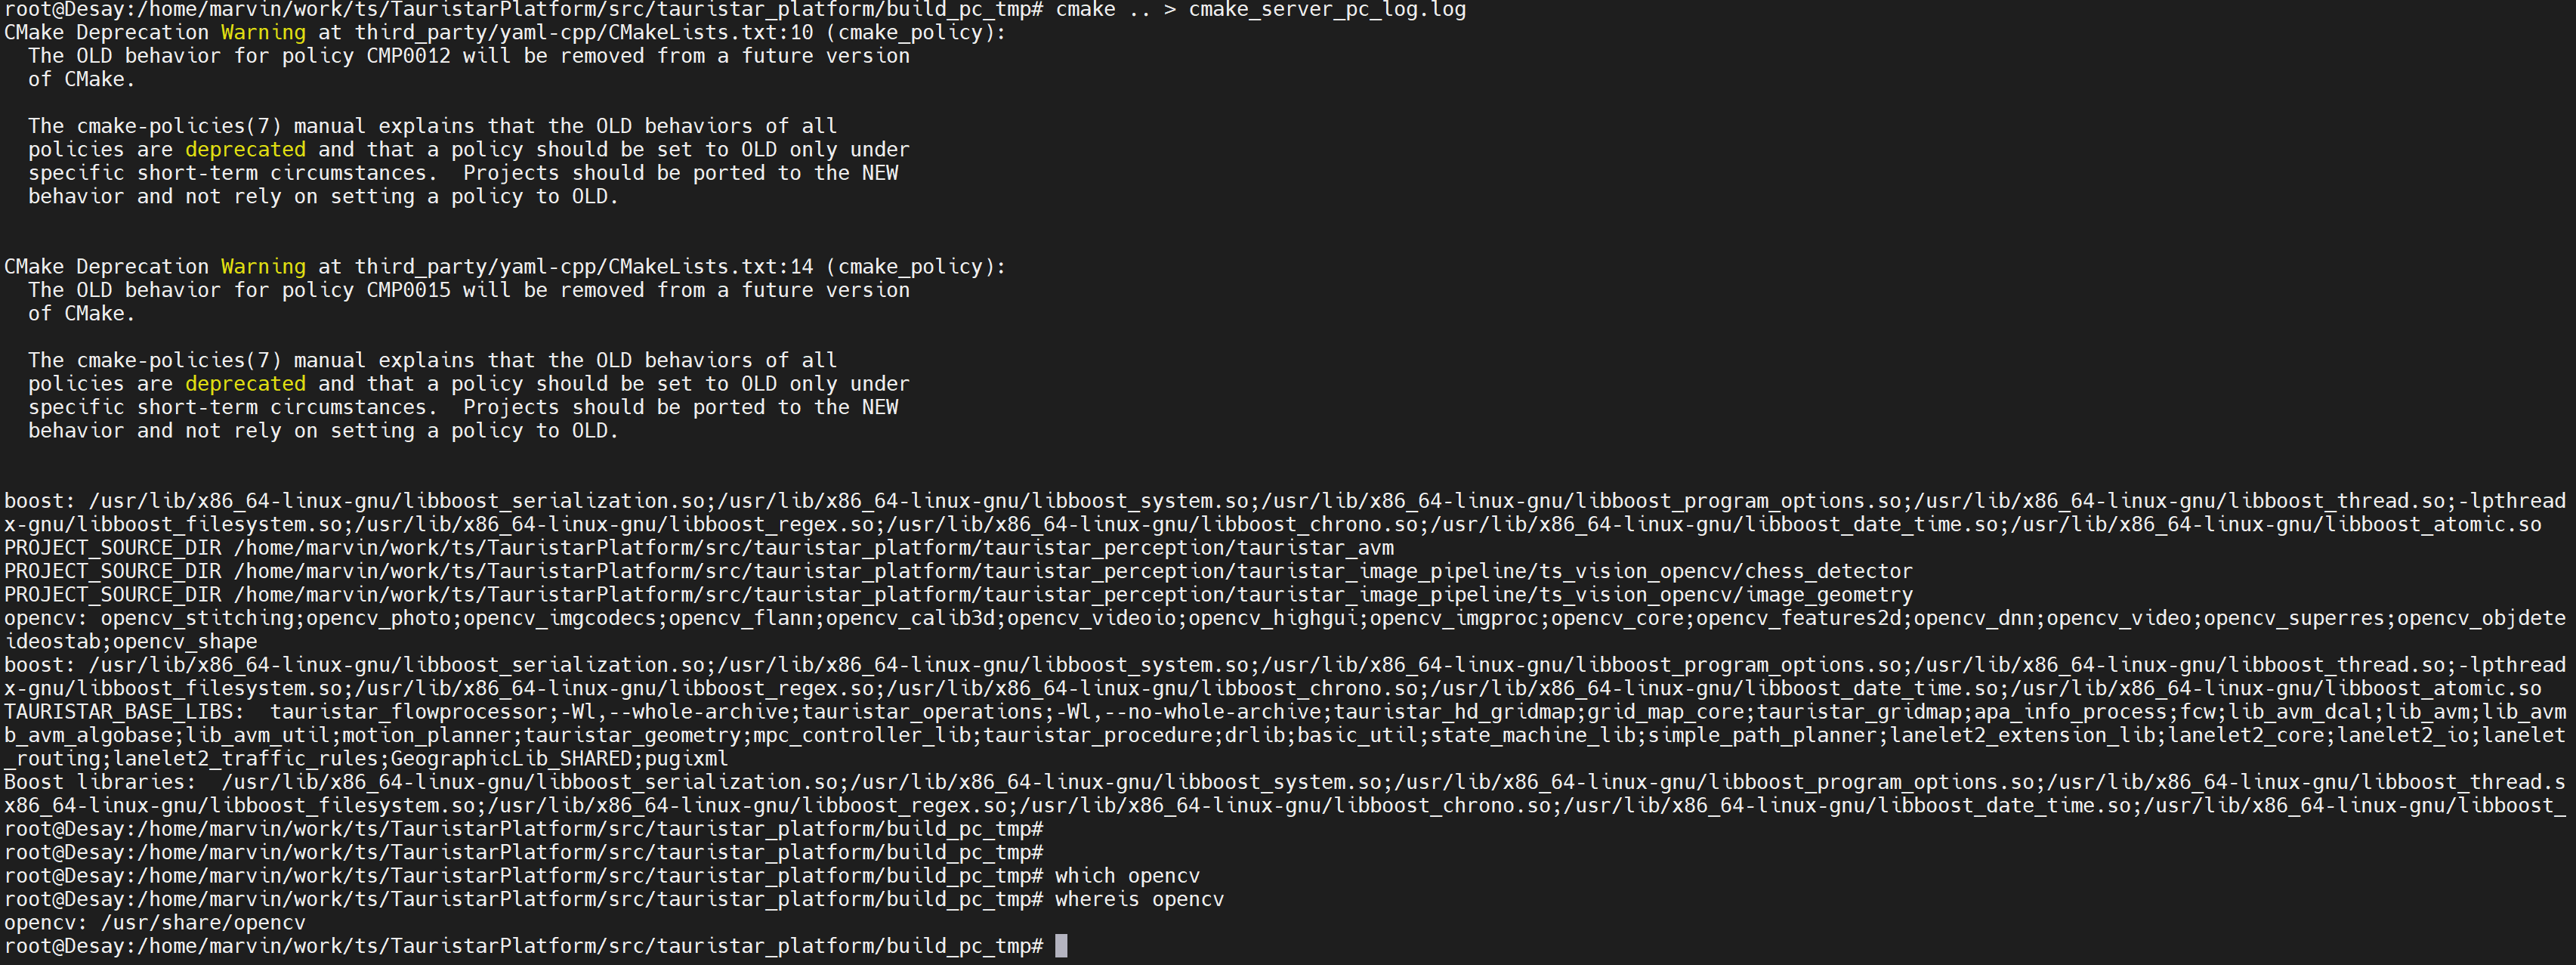 root@Desay:/home/marvin/work/ts/TauristarPlatform/src/tauristar_platform/build_pc_tmp# cmake .. > cmake_server_pc_log.log
CMake Deprecation Warning at third_party/yaml-cpp/CMakeLists.txt:10 (cmake_policy):
  The OLD behavior for policy CMP0012 will be removed from a future version
  of CMake.

  The cmake-policies(7) manual explains that the OLD behaviors of all
  policies are deprecated and that a policy should be set to OLD only under
  specific short-term circumstances.  Projects should be ported to the NEW
  behavior and not rely on setting a policy to OLD.


CMake Deprecation Warning at third_party/yaml-cpp/CMakeLists.txt:14 (cmake_policy):
  The OLD behavior for policy CMP0015 will be removed from a future version
  of CMake.

  The cmake-policies(7) manual explains that the OLD behaviors of all
  policies are deprecated and that a policy should be set to OLD only under
  specific short-term circumstances.  Projects should be ported to the NEW
  behavior and not rely on setting a policy to OLD.


boost: /usr/lib/x86_64-linux-gnu/libboost_serialization.so;/usr/lib/x86_64-linux-gnu/libboost_system.so;/usr/lib/x86_64-linux-gnu/libboost_program_options.so;/usr/lib/x86_64-linux-gnu/libboost_thread.so;-lpthread
x-gnu/libboost_filesystem.so;/usr/lib/x86_64-linux-gnu/libboost_regex.so;/usr/lib/x86_64-linux-gnu/libboost_chrono.so;/usr/lib/x86_64-linux-gnu/libboost_date_time.so;/usr/lib/x86_64-linux-gnu/libboost_atomic.so
PROJECT_SOURCE_DIR /home/marvin/work/ts/TauristarPlatform/src/tauristar_platform/tauristar_perception/tauristar_avm
PROJECT_SOURCE_DIR /home/marvin/work/ts/TauristarPlatform/src/tauristar_platform/tauristar_perception/tauristar_image_pipeline/ts_vision_opencv/chess_detector
PROJECT_SOURCE_DIR /home/marvin/work/ts/TauristarPlatform/src/tauristar_platform/tauristar_perception/tauristar_image_pipeline/ts_vision_opencv/image_geometry
opencv: opencv_stitching;opencv_photo;opencv_imgcodecs;opencv_flann;opencv_calib3d;opencv_videoio;opencv_highgui;opencv_imgproc;opencv_core;opencv_features2d;opencv_dnn;opencv_video;opencv_superres;opencv_objdete
ideostab;opencv_shape
boost: /usr/lib/x86_64-linux-gnu/libboost_serialization.so;/usr/lib/x86_64-linux-gnu/libboost_system.so;/usr/lib/x86_64-linux-gnu/libboost_program_options.so;/usr/lib/x86_64-linux-gnu/libboost_thread.so;-lpthread
x-gnu/libboost_filesystem.so;/usr/lib/x86_64-linux-gnu/libboost_regex.so;/usr/lib/x86_64-linux-gnu/libboost_chrono.so;/usr/lib/x86_64-linux-gnu/libboost_date_time.so;/usr/lib/x86_64-linux-gnu/libboost_atomic.so
TAURISTAR_BASE_LIBS:  tauristar_flowprocessor;-Wl,--whole-archive;tauristar_operations;-Wl,--no-whole-archive;tauristar_hd_gridmap;grid_map_core;tauristar_gridmap;apa_info_process;fcw;lib_avm_dcal;lib_avm;lib_avm
b_avm_algobase;lib_avm_util;motion_planner;tauristar_geometry;mpc_controller_lib;tauristar_procedure;drlib;basic_util;state_machine_lib;simple_path_planner;lanelet2_extension_lib;lanelet2_core;lanelet2_io;lanelet
_routing;lanelet2_traffic_rules;GeographicLib_SHARED;pugixml
Boost libraries:  /usr/lib/x86_64-linux-gnu/libboost_serialization.so;/usr/lib/x86_64-linux-gnu/libboost_system.so;/usr/lib/x86_64-linux-gnu/libboost_program_options.so;/usr/lib/x86_64-linux-gnu/libboost_thread.s
x86_64-linux-gnu/libboost_filesystem.so;/usr/lib/x86_64-linux-gnu/libboost_regex.so;/usr/lib/x86_64-linux-gnu/libboost_chrono.so;/usr/lib/x86_64-linux-gnu/libboost_date_time.so;/usr/lib/x86_64-linux-gnu/libboost_
root@Desay:/home/marvin/work/ts/TauristarPlatform/src/tauristar_platform/build_pc_tmp#
root@Desay:/home/marvin/work/ts/TauristarPlatform/src/tauristar_platform/build_pc_tmp#
root@Desay:/home/marvin/work/ts/TauristarPlatform/src/tauristar_platform/build_pc_tmp# which opencv
root@Desay:/home/marvin/work/ts/TauristarPlatform/src/tauristar_platform/build_pc_tmp# whereis opencv
opencv: /usr/share/opencv
root@Desay:/home/marvin/work/ts/TauristarPlatform/src/tauristar_platform/build_pc_tmp#